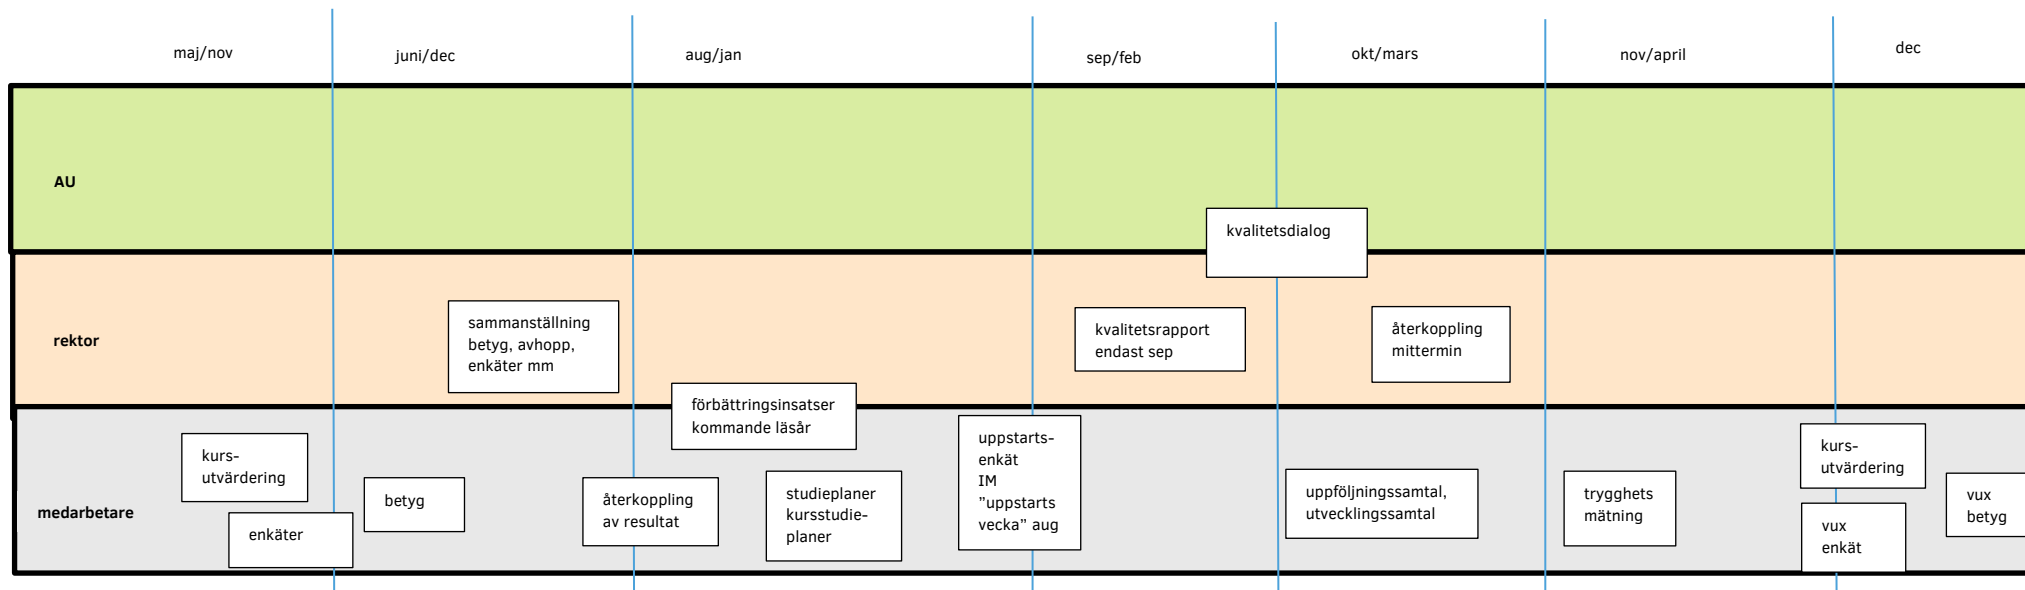 maj/nov
juni/dec
aug/jan
sep/feb
okt/mars
nov/april
dec
AU
kvalitetsdialog
rektor
sammanställning
betyg, avhopp,
enkäter mm
kvalitetsrapport
endast sep
återkoppling
mittermin
förbättringsinsatser
kommande läsår
medarbetare
kurs-
utvärdering
enkäter
betyg
återkoppling
av resultat
studieplaner
kursstudie-
planer
uppstarts-
enkät
IM
”uppstarts
vecka” aug
uppföljningssamtal,
utvecklingssamtal
trygghets
mätning
kurs-
utvärdering
vux
enkät
vux
betyg